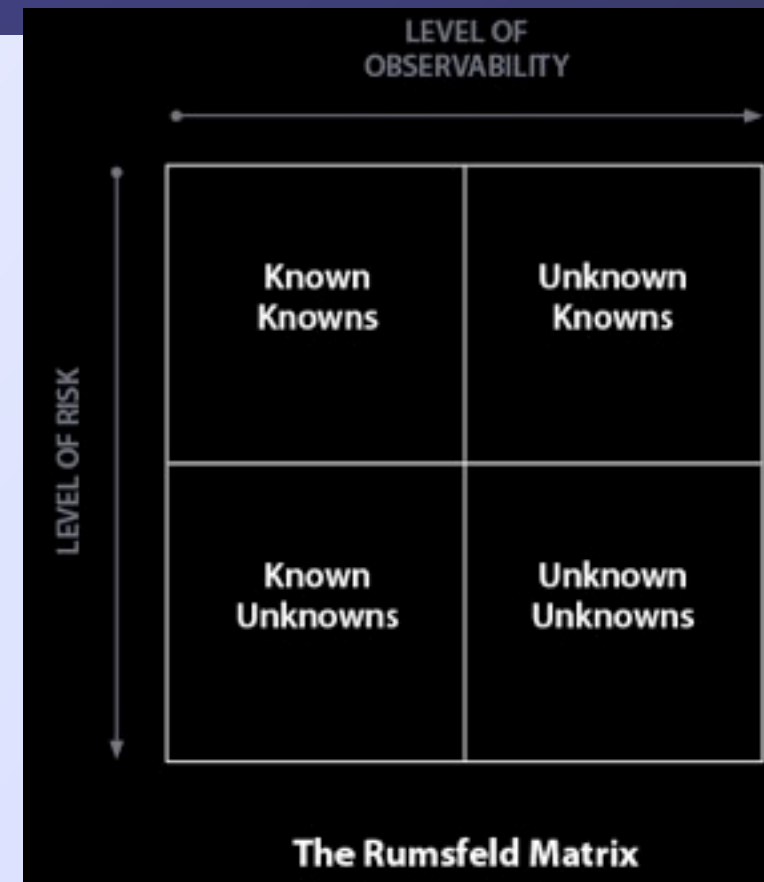 LEVEL OF
OBSERVABILITY
LEVEL OF RISK
Known
Knowns
Unknown
Knowns
Known
Unknowns
Unknown
Unknowns
The Rumsfeld Matrix